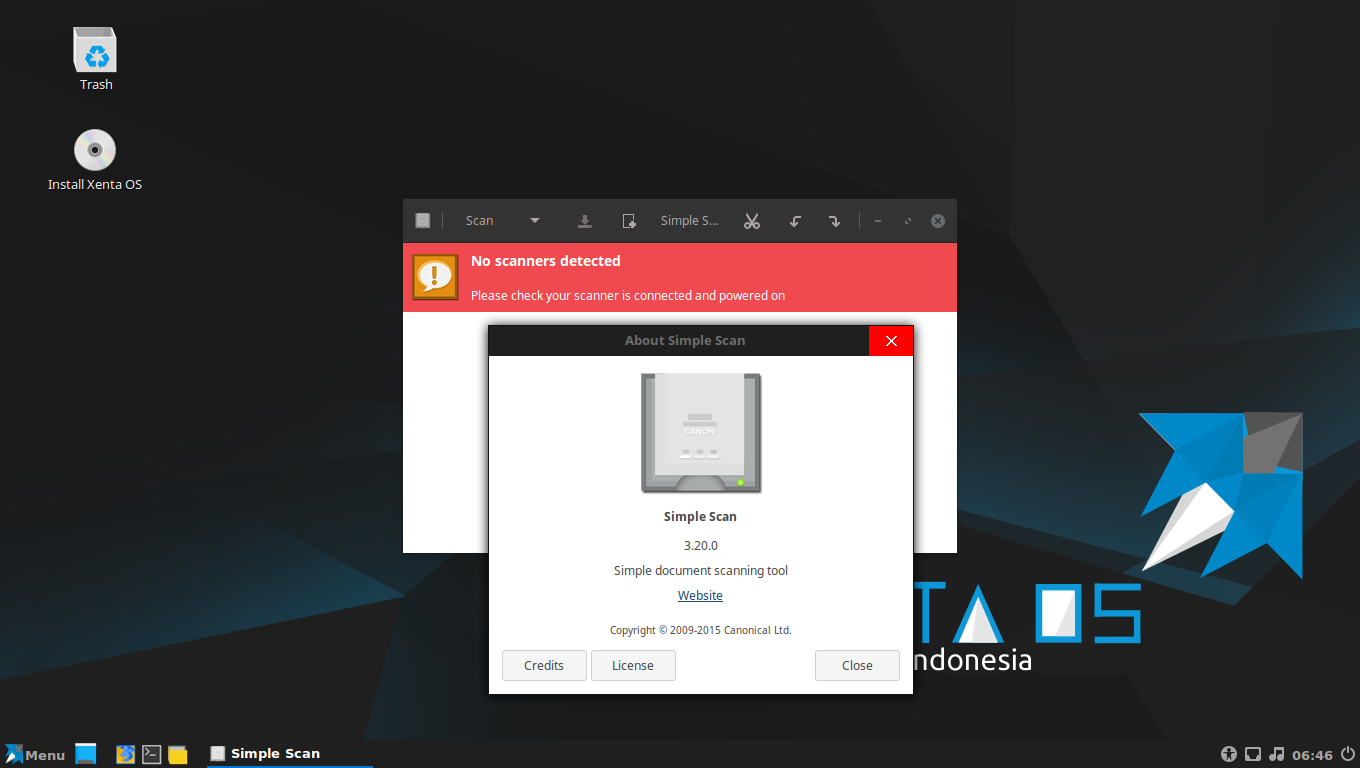 Trash
Install Xenta OS
Scan
Simple S...
No scanners detected
Please check your scanner is connected and powered on
About Simple Scan
CANON
Simple Scan
3.20.0
Simple document scanning tool
Website
Copyright © 2009-2015 Canonical Ltd.
Credits
License
Close
TA OS
ndonesia
Menu
Simple Scan
06:46